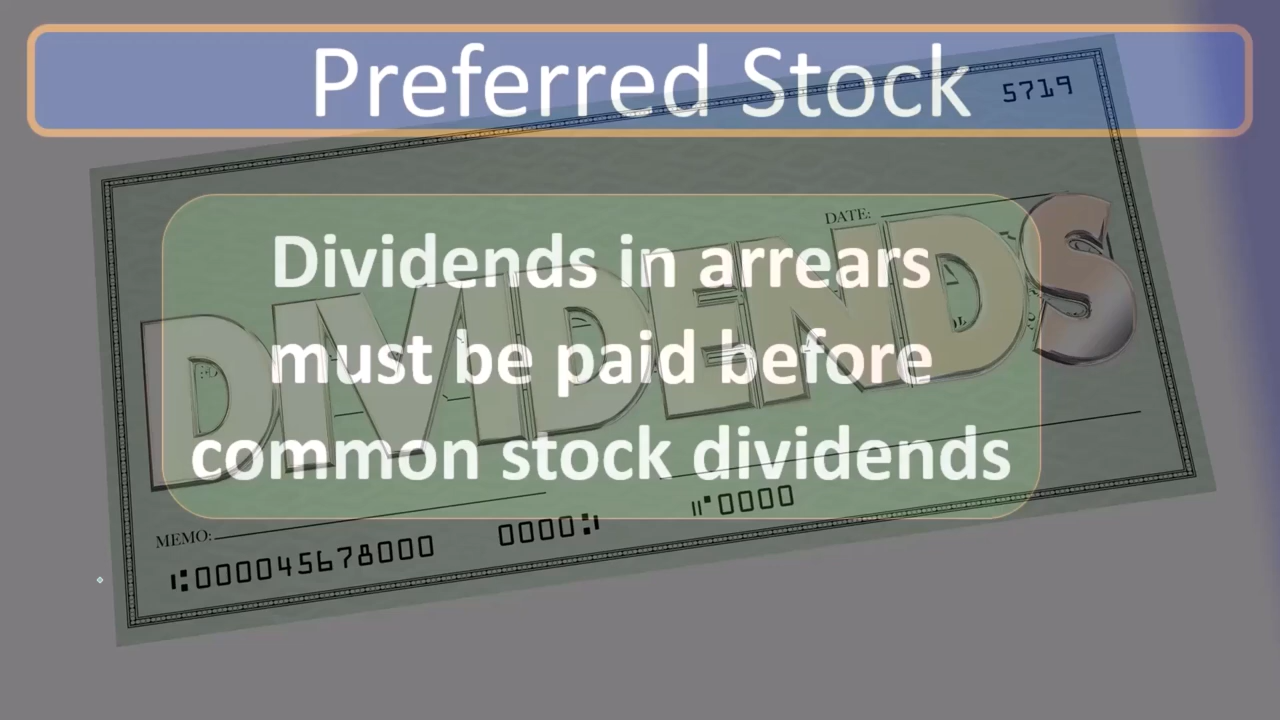 Preferred Stock
5719
DATE:
DIVIDENDS
Dividends in arrears
must be paid before
common stock dividends
MEMO:
⑆000045678000 0000⑆ ⑈0000